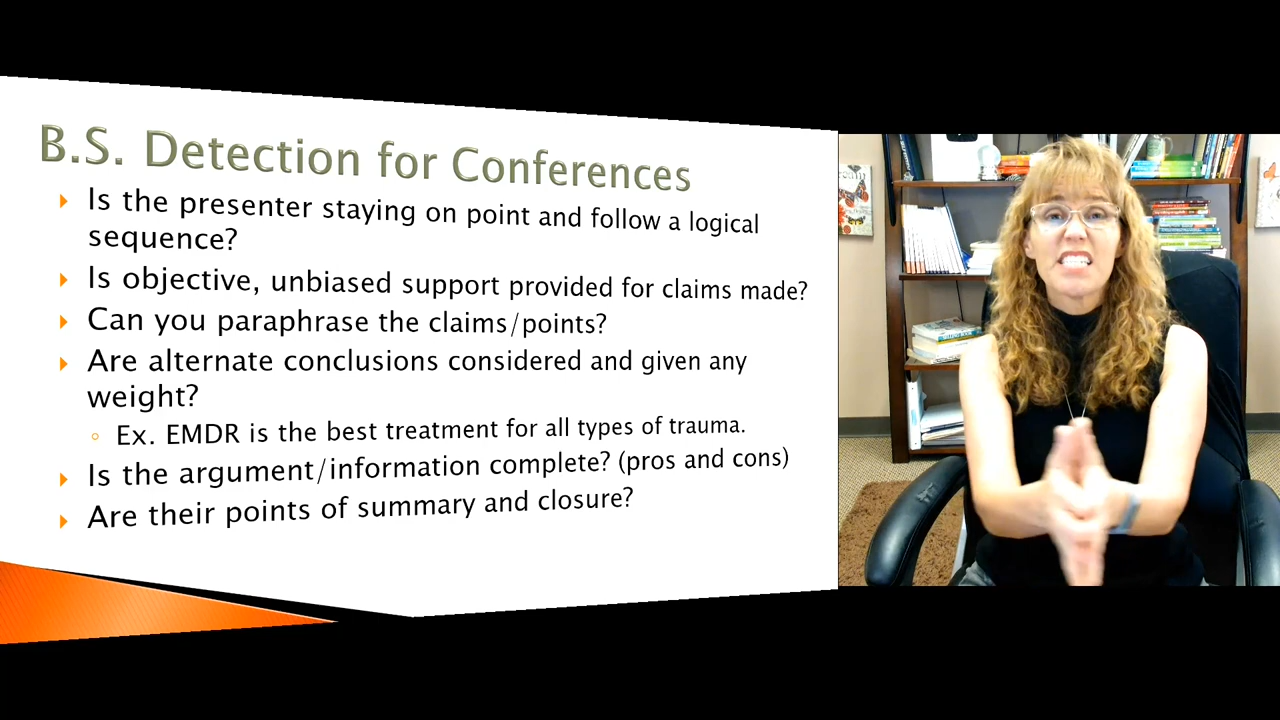 B.S. Detection for Conferences
Is the presenter staying on point and follow a logical
sequence?
Is objective, unbiased support provided for claims made?
Can you paraphrase the claims/points?
Are alternate conclusions considered and given any
weight?
Ex. EMDR is the best treatment for all types of trauma.
Is the argument/information complete? (pros and cons)
Are their points of summary and closure?